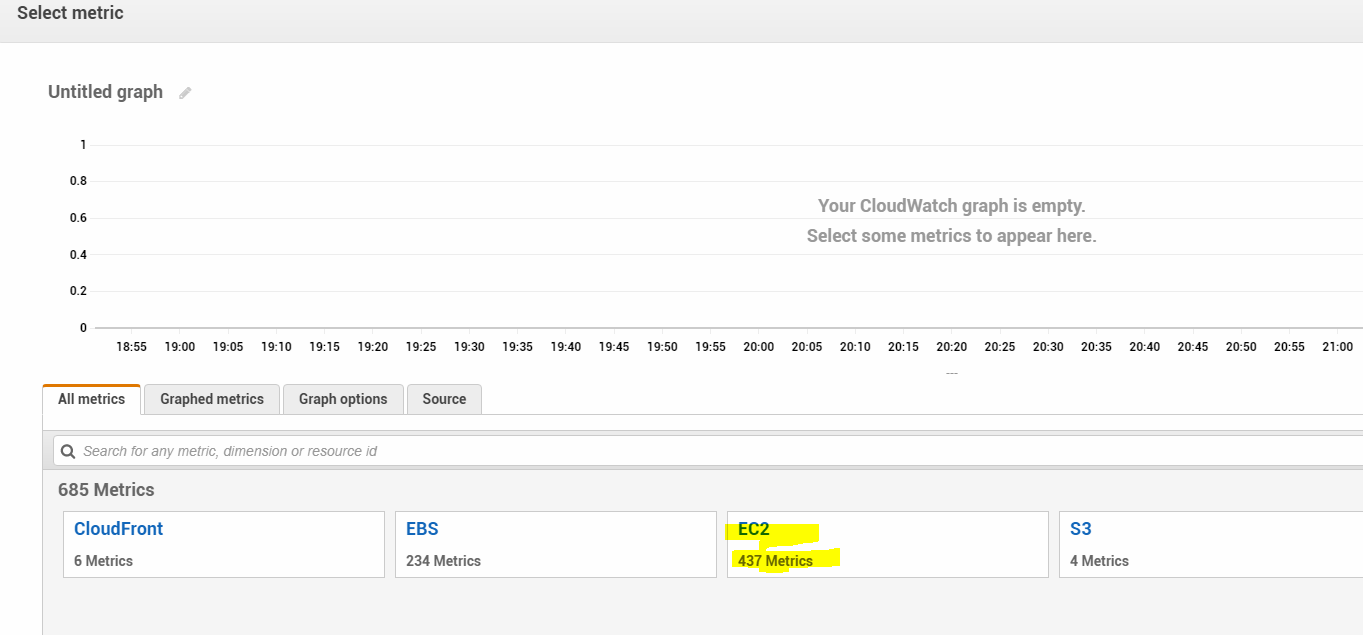 Select metric
Untitled graph
1
0.8
Your CloudWatch graph is empty.
0.6
Select some metrics to appear here.
0.4
0.2
0
18:55 19:00 19:05 19:10 19:15 19:20 19:25 19:30 19:35 19:40 19:45 19:50 19:55 20:00 20:05 20:10 20:15 20:20 20:25 20:30 20:35 20:40 20:45 20:50 20:55 21:00
All metrics Graphed metrics Graph options Source
Search for any metric, dimension or resource id
685 Metrics
CloudFront EBS EC2 S3
6 Metrics 234 Metrics 437 Metrics 4 Metrics